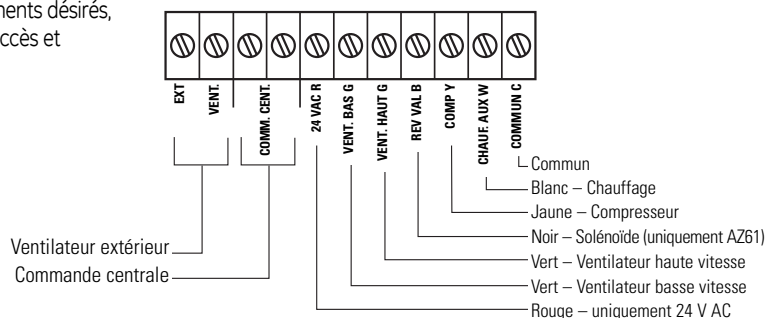 ments désirés,
ccès et
EXT
VENT.
COMM. CENT.
24 VAC R
VENT. BAS G
VENT. HAUT G
REV VAL B
COMP Y
CHAUF. AUX W
COMMUN C
Commun
Blanc – Chauffage
Jaune – Compresseur
Noir – Solénoïde (uniquement AZ61)
Vert – Ventilateur haute vitesse
Vert – Ventilateur basse vitesse
Rouge – uniquement 24 V AC
Ventilateur extérieur
Commande centrale